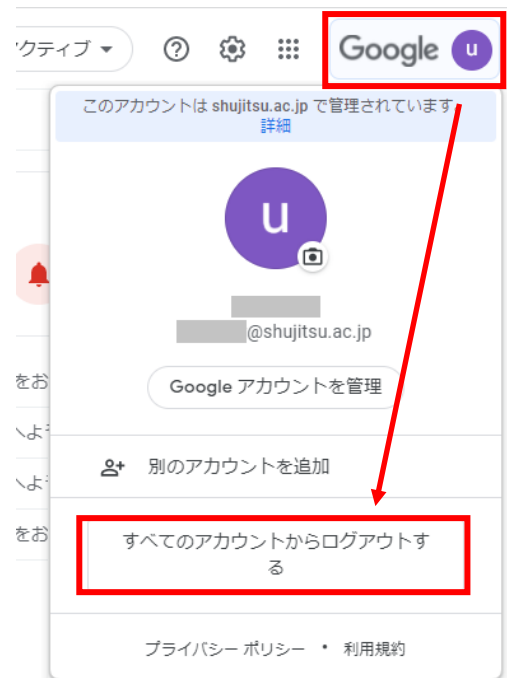 アクティブ
Google u
このアカウントは shujitsu.ac.jp で管理されています。
詳細
u
@shujitsu.ac.jp
Google アカウントを管理
をお
へよ
別のアカウントを追加
へよ
をお
すべてのアカウントからログアウトす
る
プライバシー ポリシー • 利用規約